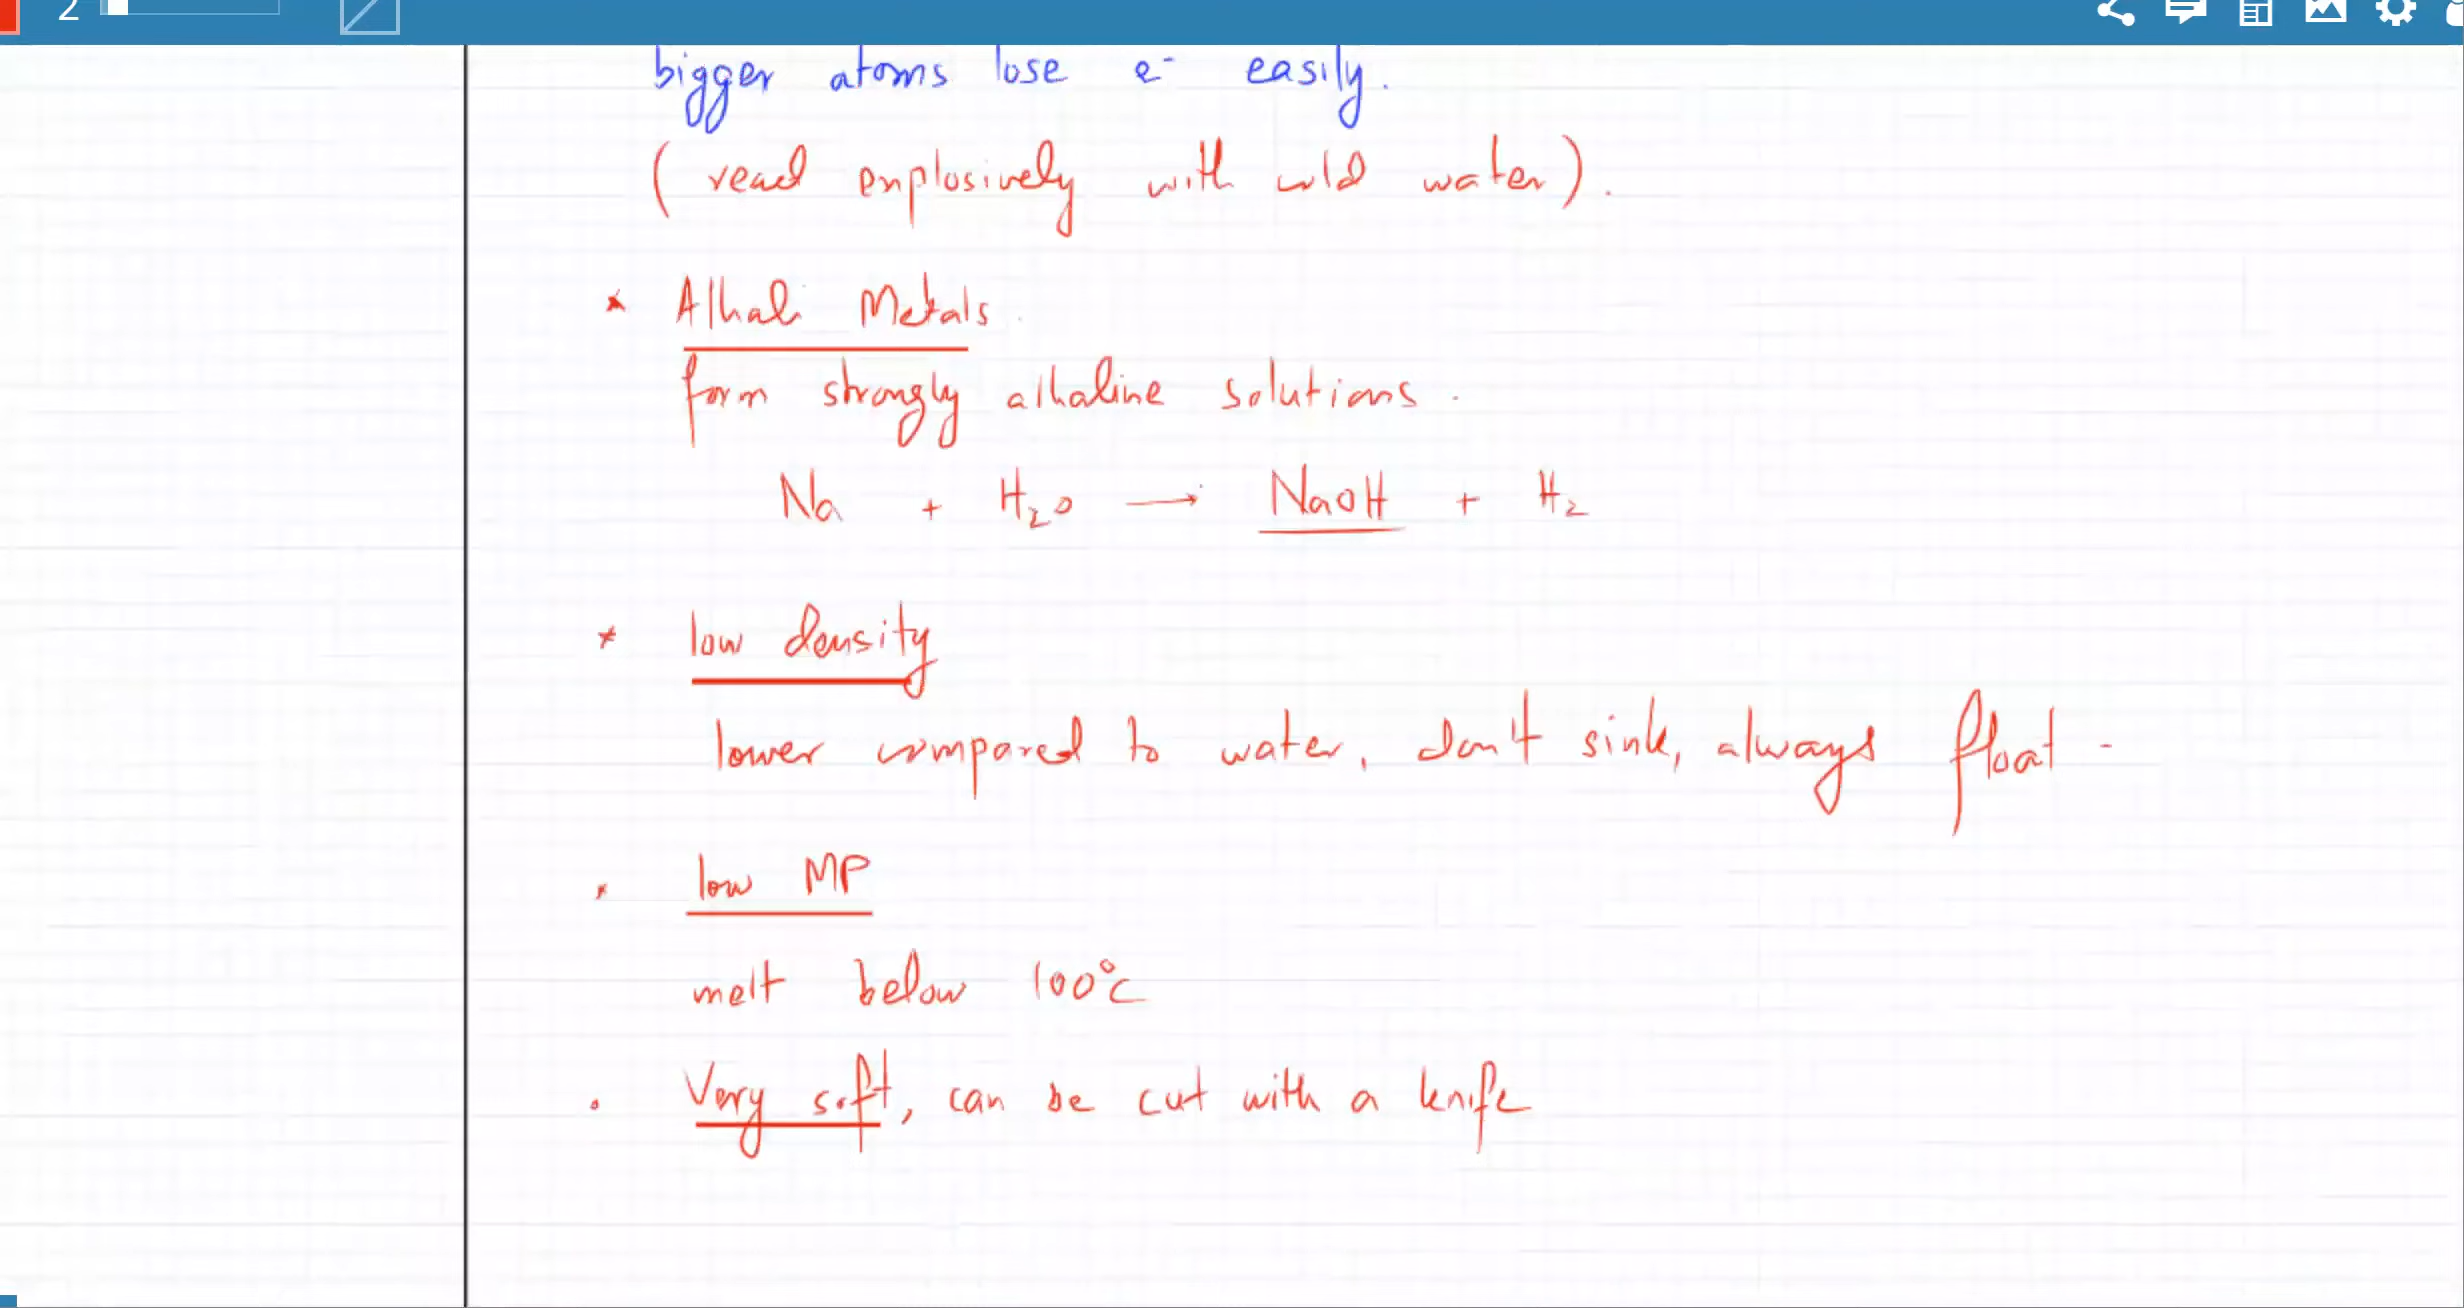 2
bigger atoms lose e⁻ easily.
(react explosively with cold water).
* Alkali Metals
form strongly alkaline solutions.
Na + H₂O → NaOH + H₂
* low density
lower compared to water, don't sink, always float.
* low MP
melt below 100°C
• Very soft, can be cut with a knife